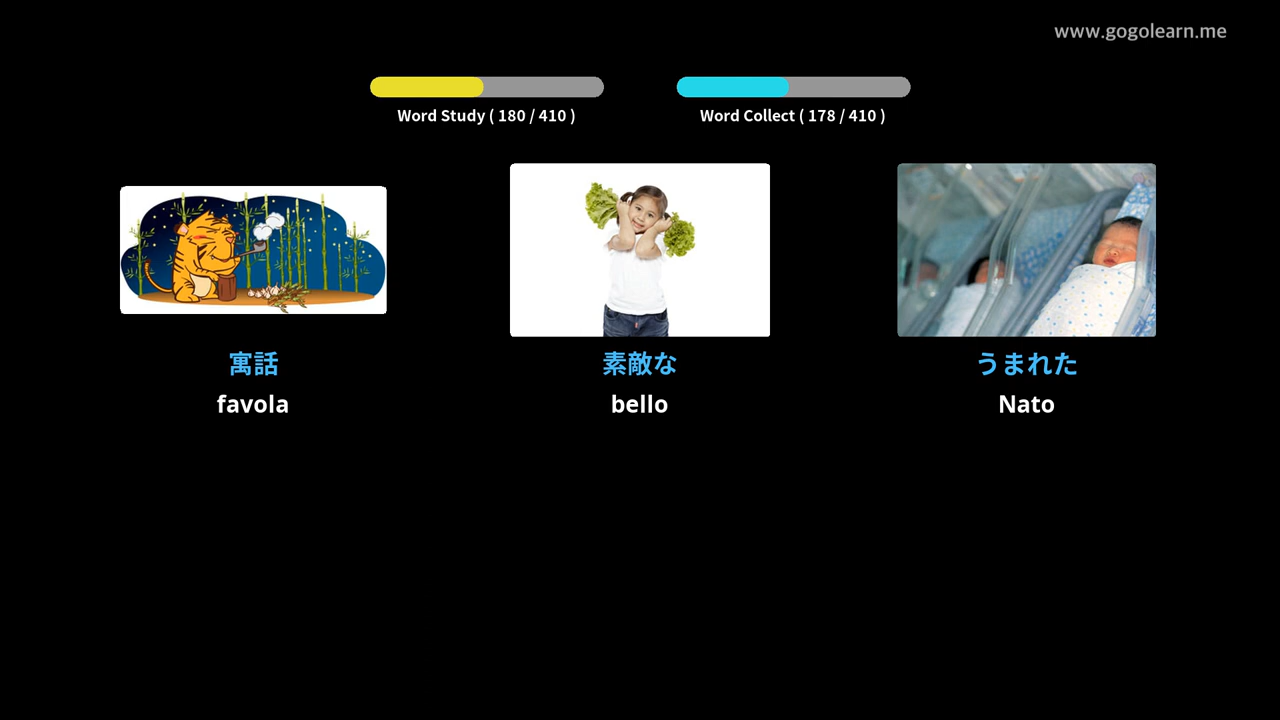 www.gogolearn.me
Word Study ( 180 / 410 )
Word Collect ( 178 / 410 )
寓話
素敵な
うまれた
favola
bello
Nato